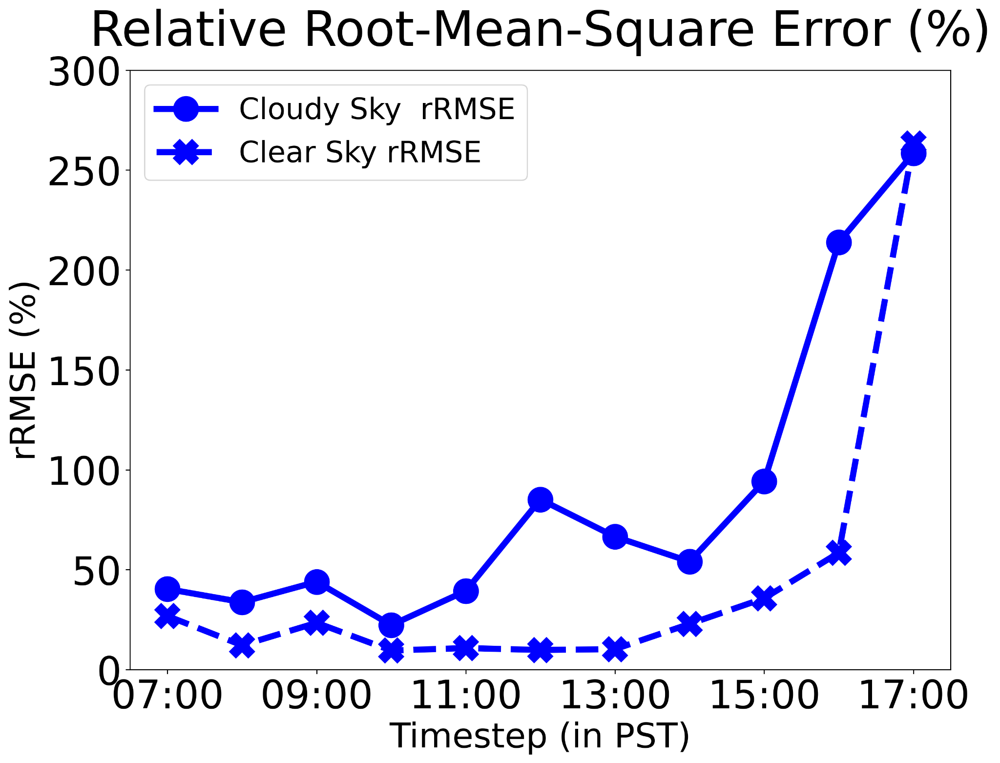 Relative Root-Mean-Square Error (%)
300
250
200
150
100
50
0
rRMSE (%)
Cloudy Sky  rRMSE
Clear Sky rRMSE
07:00 09:00 11:00 13:00 15:00 17:00
Timestep (in PST)